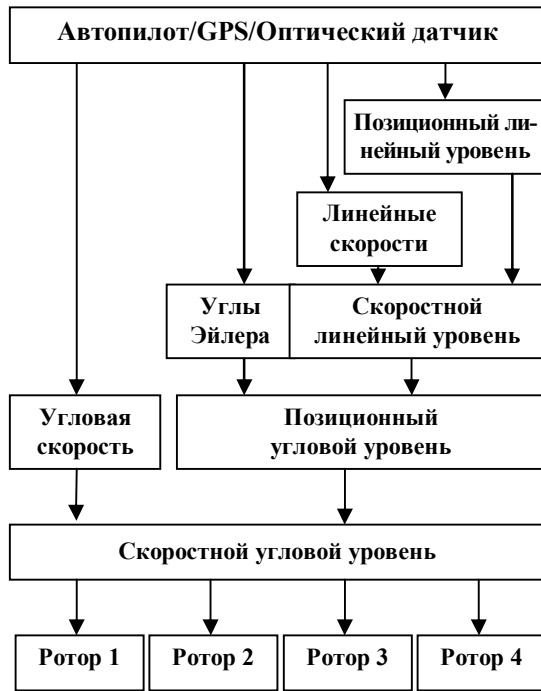 Автопилот/GPS/Оптический датчик
Позиционный ли-
нейный уровень
Линейные
скорости
Углы
Эйлера
Скоростной
линейный уровень
Угловая
скорость
Позиционный
угловой уровень
Скоростной угловой уровень
Ротор 1
Ротор 2
Ротор 3
Ротор 4